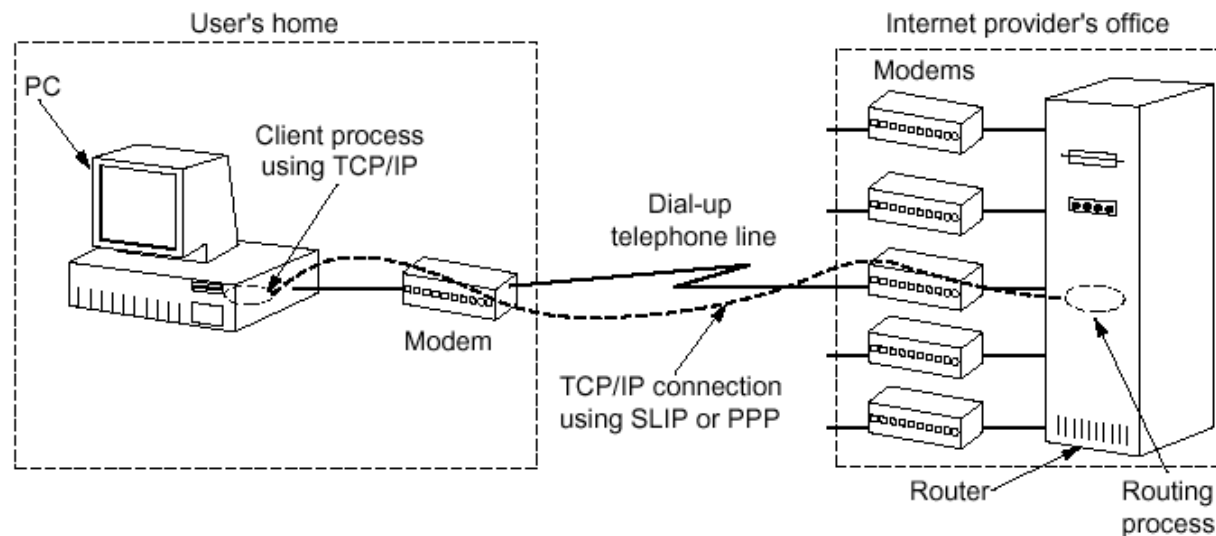 User's home
Internet provider's office
PC
Client process
using TCP/IP
Modems
Dial-up
telephone line
Modem
TCP/IP connection
using SLIP or PPP
Router
Routing
process